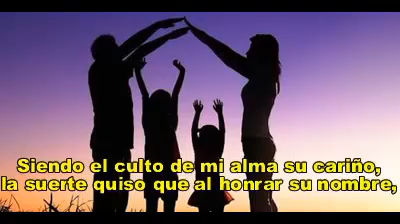 Siendo el culto de mi alma su cariño,
la suerte quiso que al honrar su nombre,